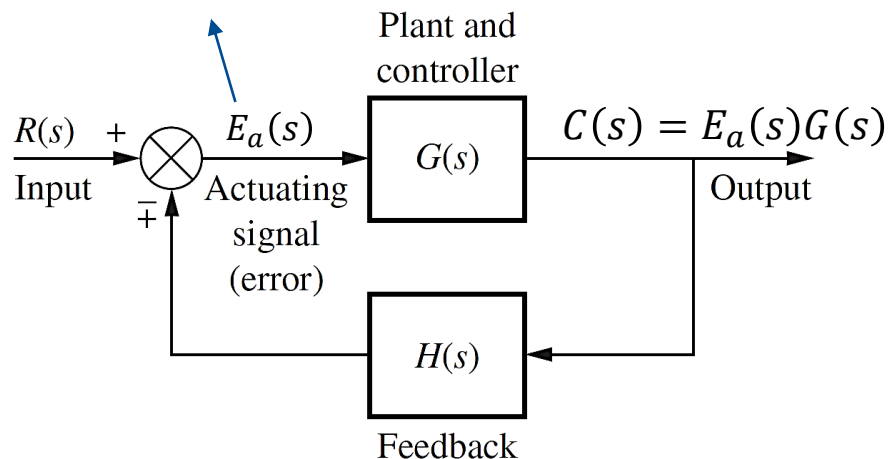 Plant and
controller
R(s) + E_a(s) G(s) C(s) = E_a(s)G(s)
Input ∓ Actuating
signal
(error)
Output
H(s)
Feedback